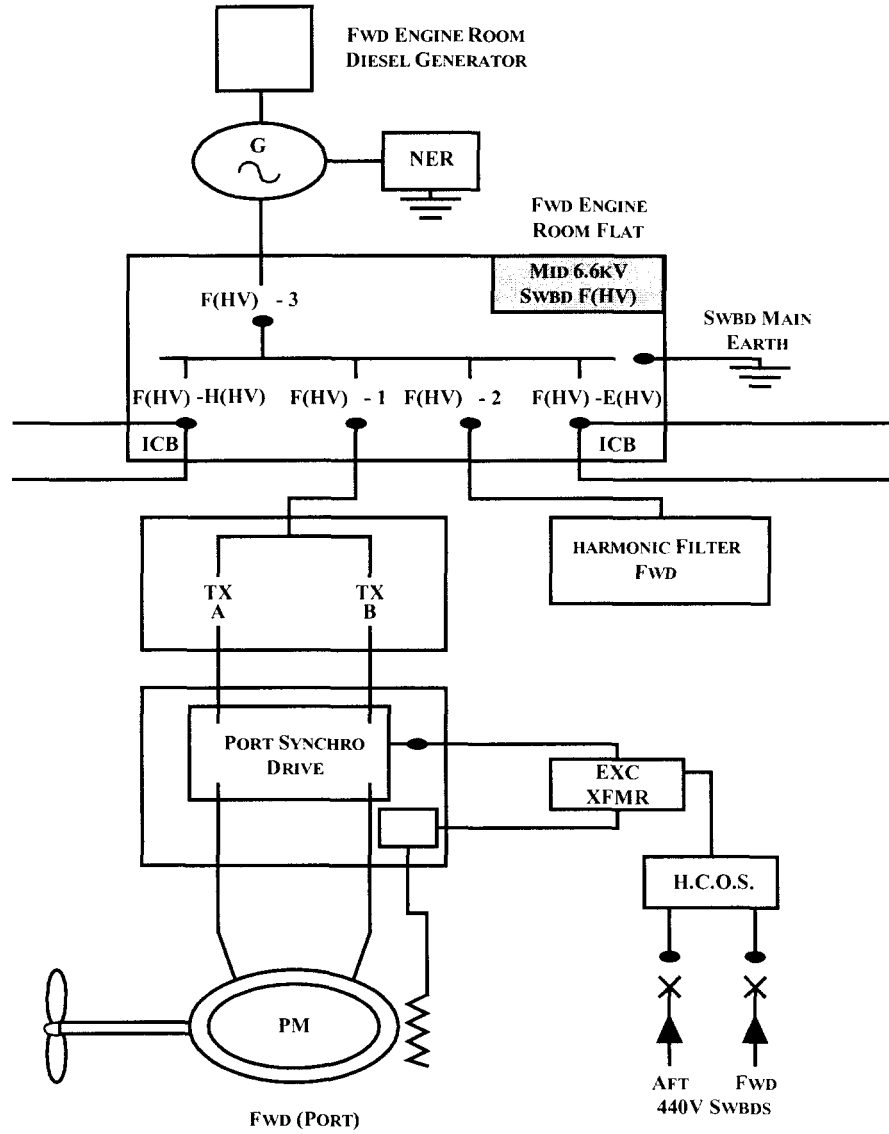 FWD ENGINE ROOM
DIESEL GENERATOR
G
NER
FWD ENGINE
ROOM FLAT
MID 6.6KV
SWBD F(HV)
F(HV) - 3
SWBD MAIN
EARTH
F(HV) -H(HV) F(HV) - 1 F(HV) - 2 F(HV) -E(HV)
ICB ICB
HARMONIC FILTER
FWD
TX TX
A B
PORT SYNCHRO
DRIVE
EXC
XFMR
H.C.O.S.
PM
AFT FWD
440V SWBDS
FWD (PORT)